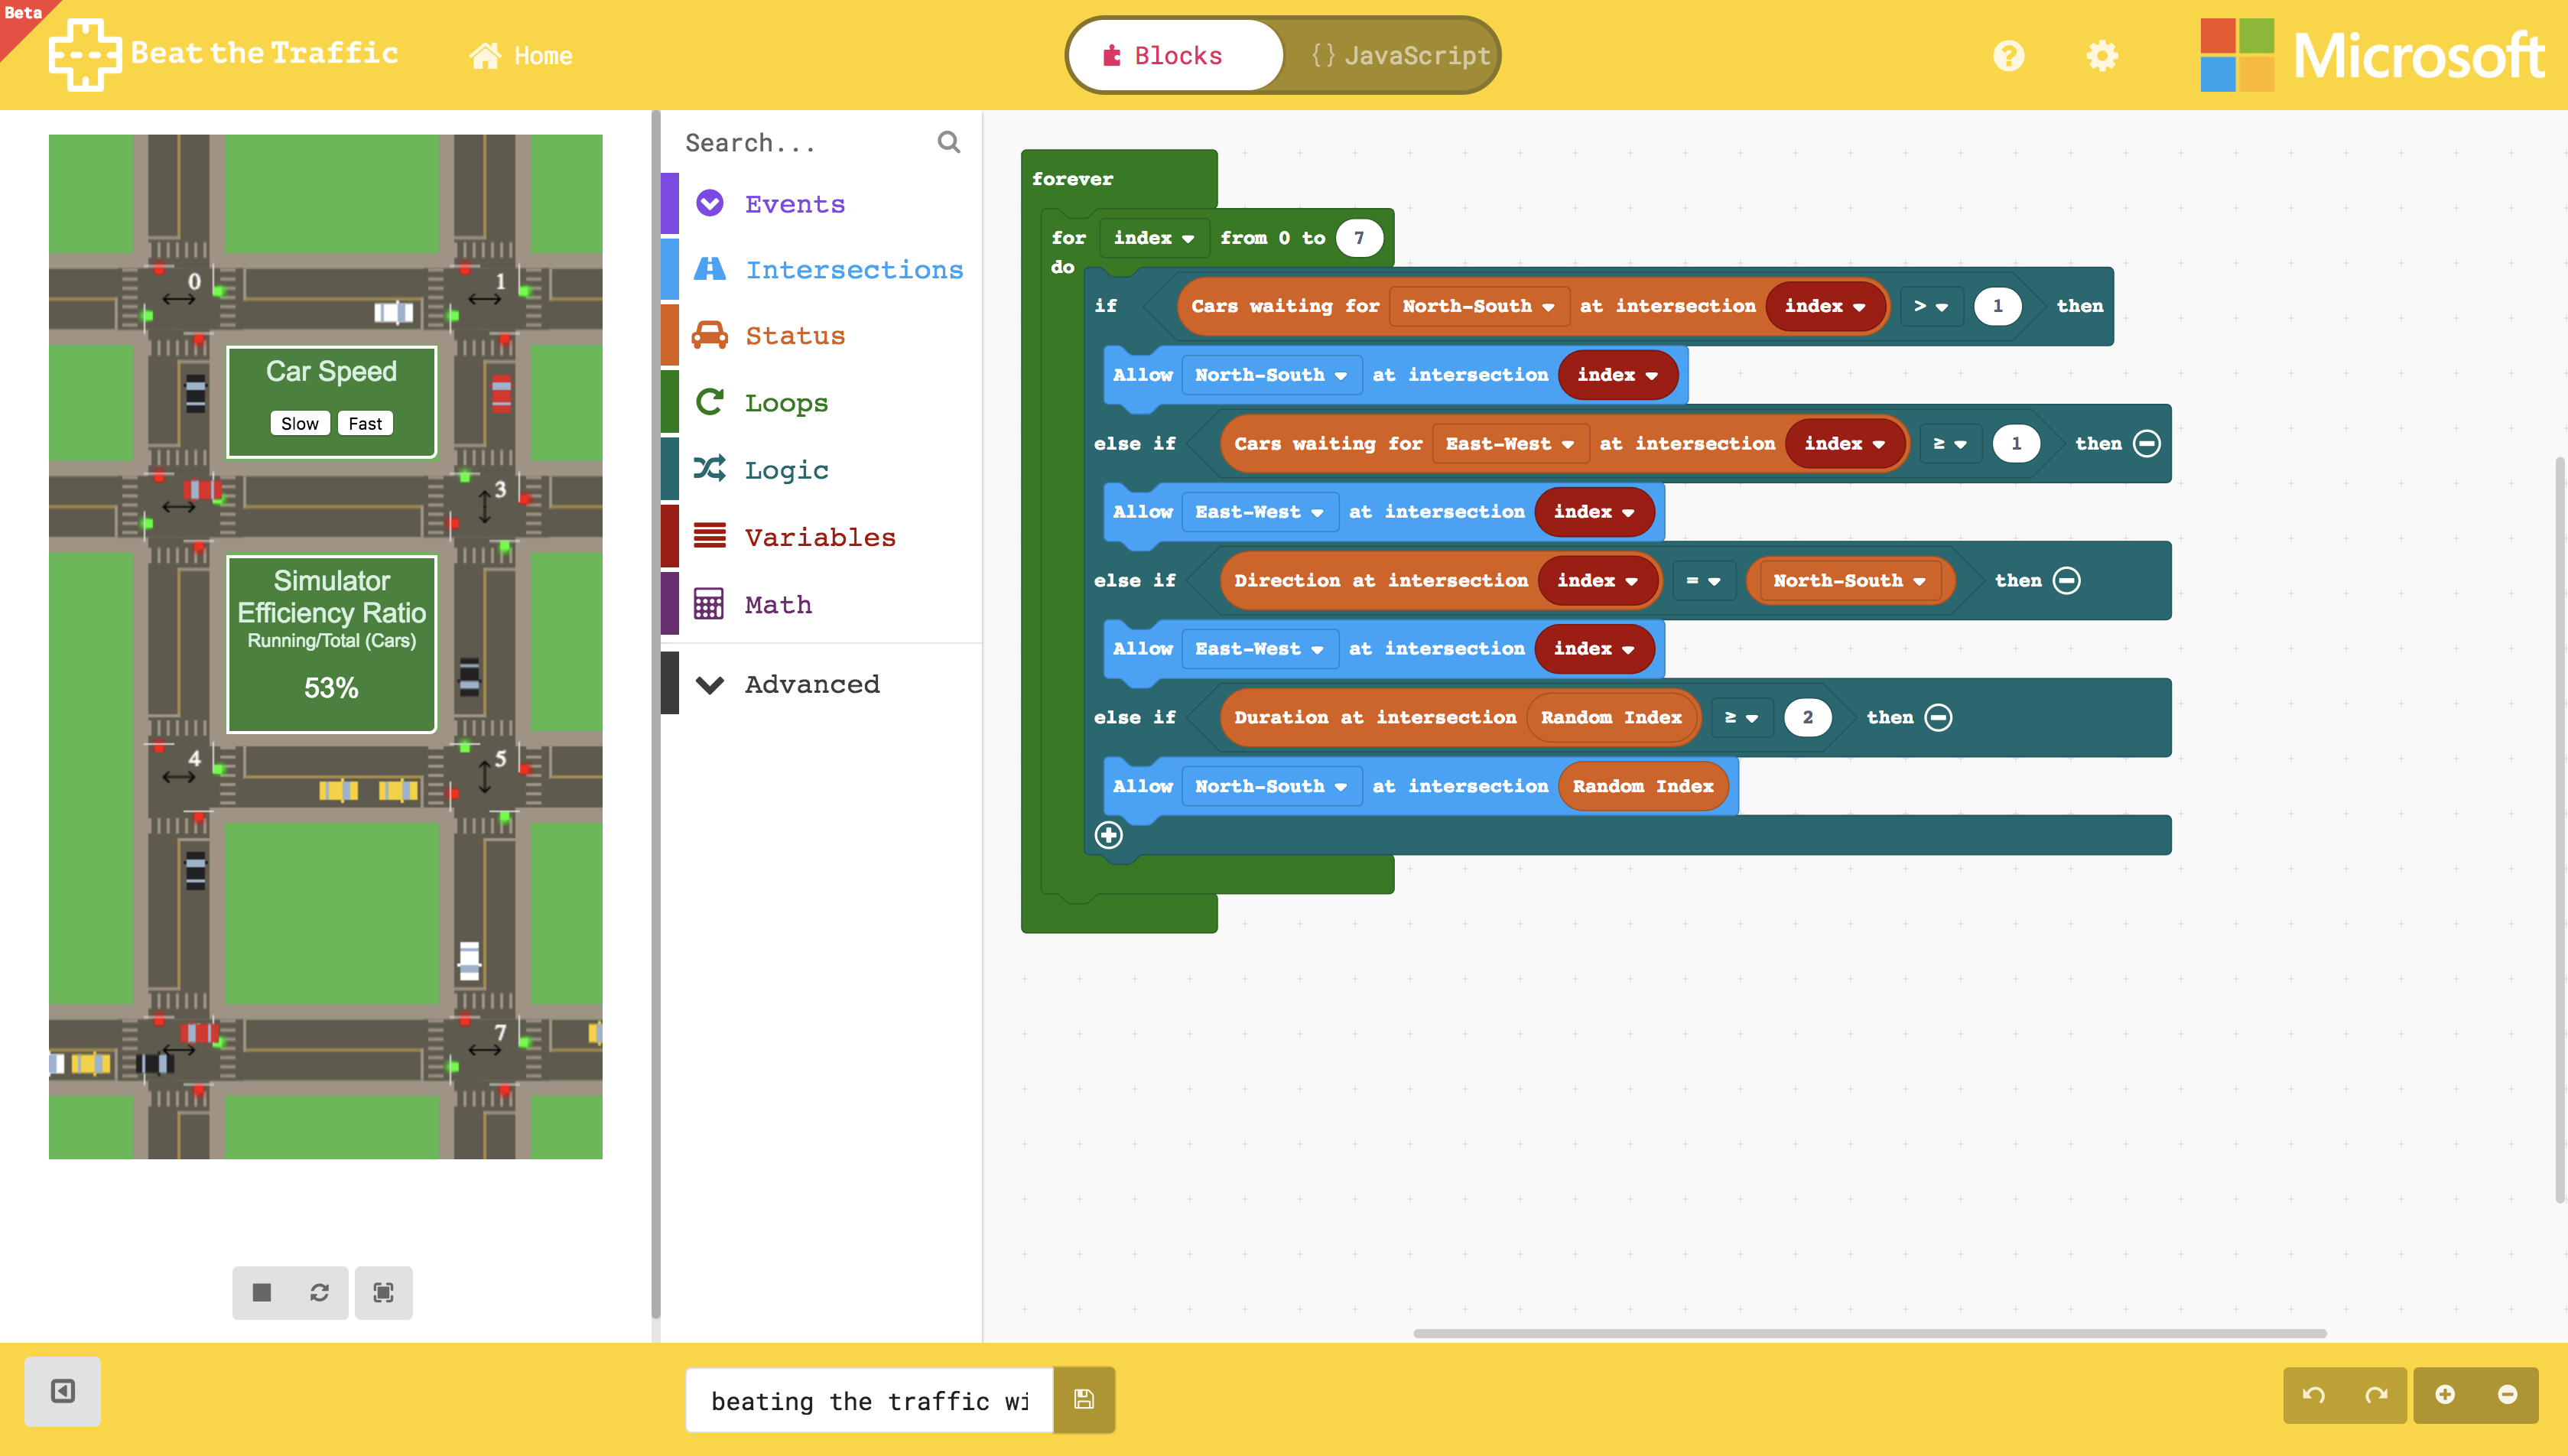 Beta
Beat the Traffic
Home
Blocks
{} JavaScript
Microsoft
0
1
Car Speed
Slow
Fast
3
Simulator
Efficiency Ratio
Running/Total (Cars)
53%
4
5
7
Search...
Events
Intersections
Status
Loops
Logic
Variables
Math
Advanced
forever
for index from 0 to 7
do
if Cars waiting for North-South at intersection index > 1 then
Allow North-South at intersection index
else if Cars waiting for East-West at intersection index ≥ 1 then
Allow East-West at intersection index
else if Direction at intersection index = North-South then
Allow East-West at intersection index
else if Duration at intersection Random Index ≥ 2 then
Allow North-South at intersection Random Index
beating the traffic wi